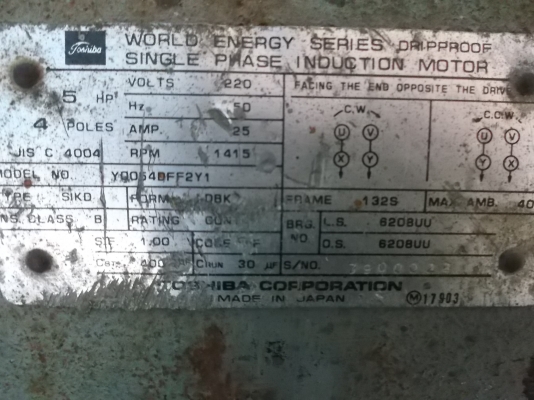 Toshiba
WORLD ENERGY SERIES DRIPPROOF
SINGLE PHASE INDUCTION MOTOR
5 HP VOLTS 220 FACING THE END OPPOSITE THE DRIVE
Hz 50 C.W. C.C.W.
4 POLES AMP. 25 U V U V
JIS C 4004 RPM 1415 X Y Y X
MODEL NO.
TYPE SIKD FORM DBK FRAME 132S MAX. AMB. 40
INS. CLASS B RATING BRG. NO L.S. 6208UU
SF 1.00 CODE O.S. 6208UU
400 CRUN 30 μF S/NO.
TOSHIBA CORPORATION
MADE IN JAPAN M 17903